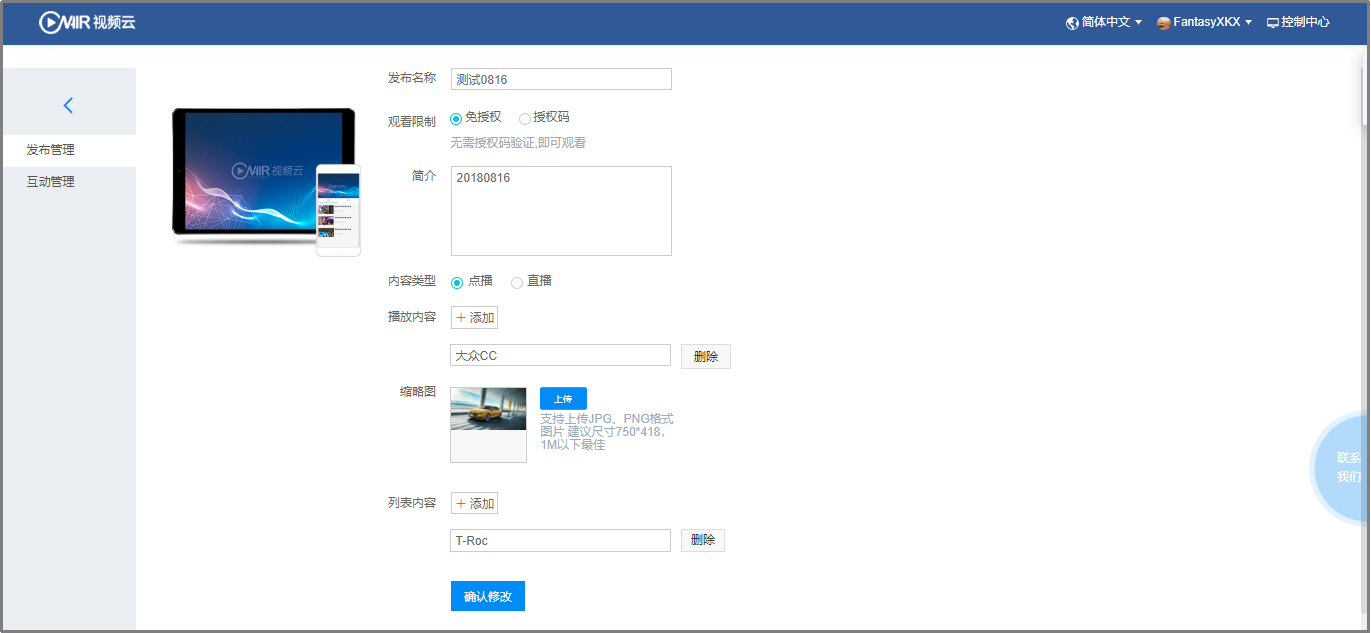 MIR 视频云
简体中文
FantasyXKX
控制中心
发布管理
互动管理
MIR 视频云
发布名称
测试0816
观看限制
免授权
授权码
无需授权码验证,即可观看
简介
20180816
内容类型
点播
直播
播放内容
+ 添加
大众CC
删除
缩略图
上传
支持上传JPG、PNG格式
图片 建议尺寸750*418，
1M以下最佳
列表内容
+ 添加
T-Roc
删除
确认修改
联系
我们